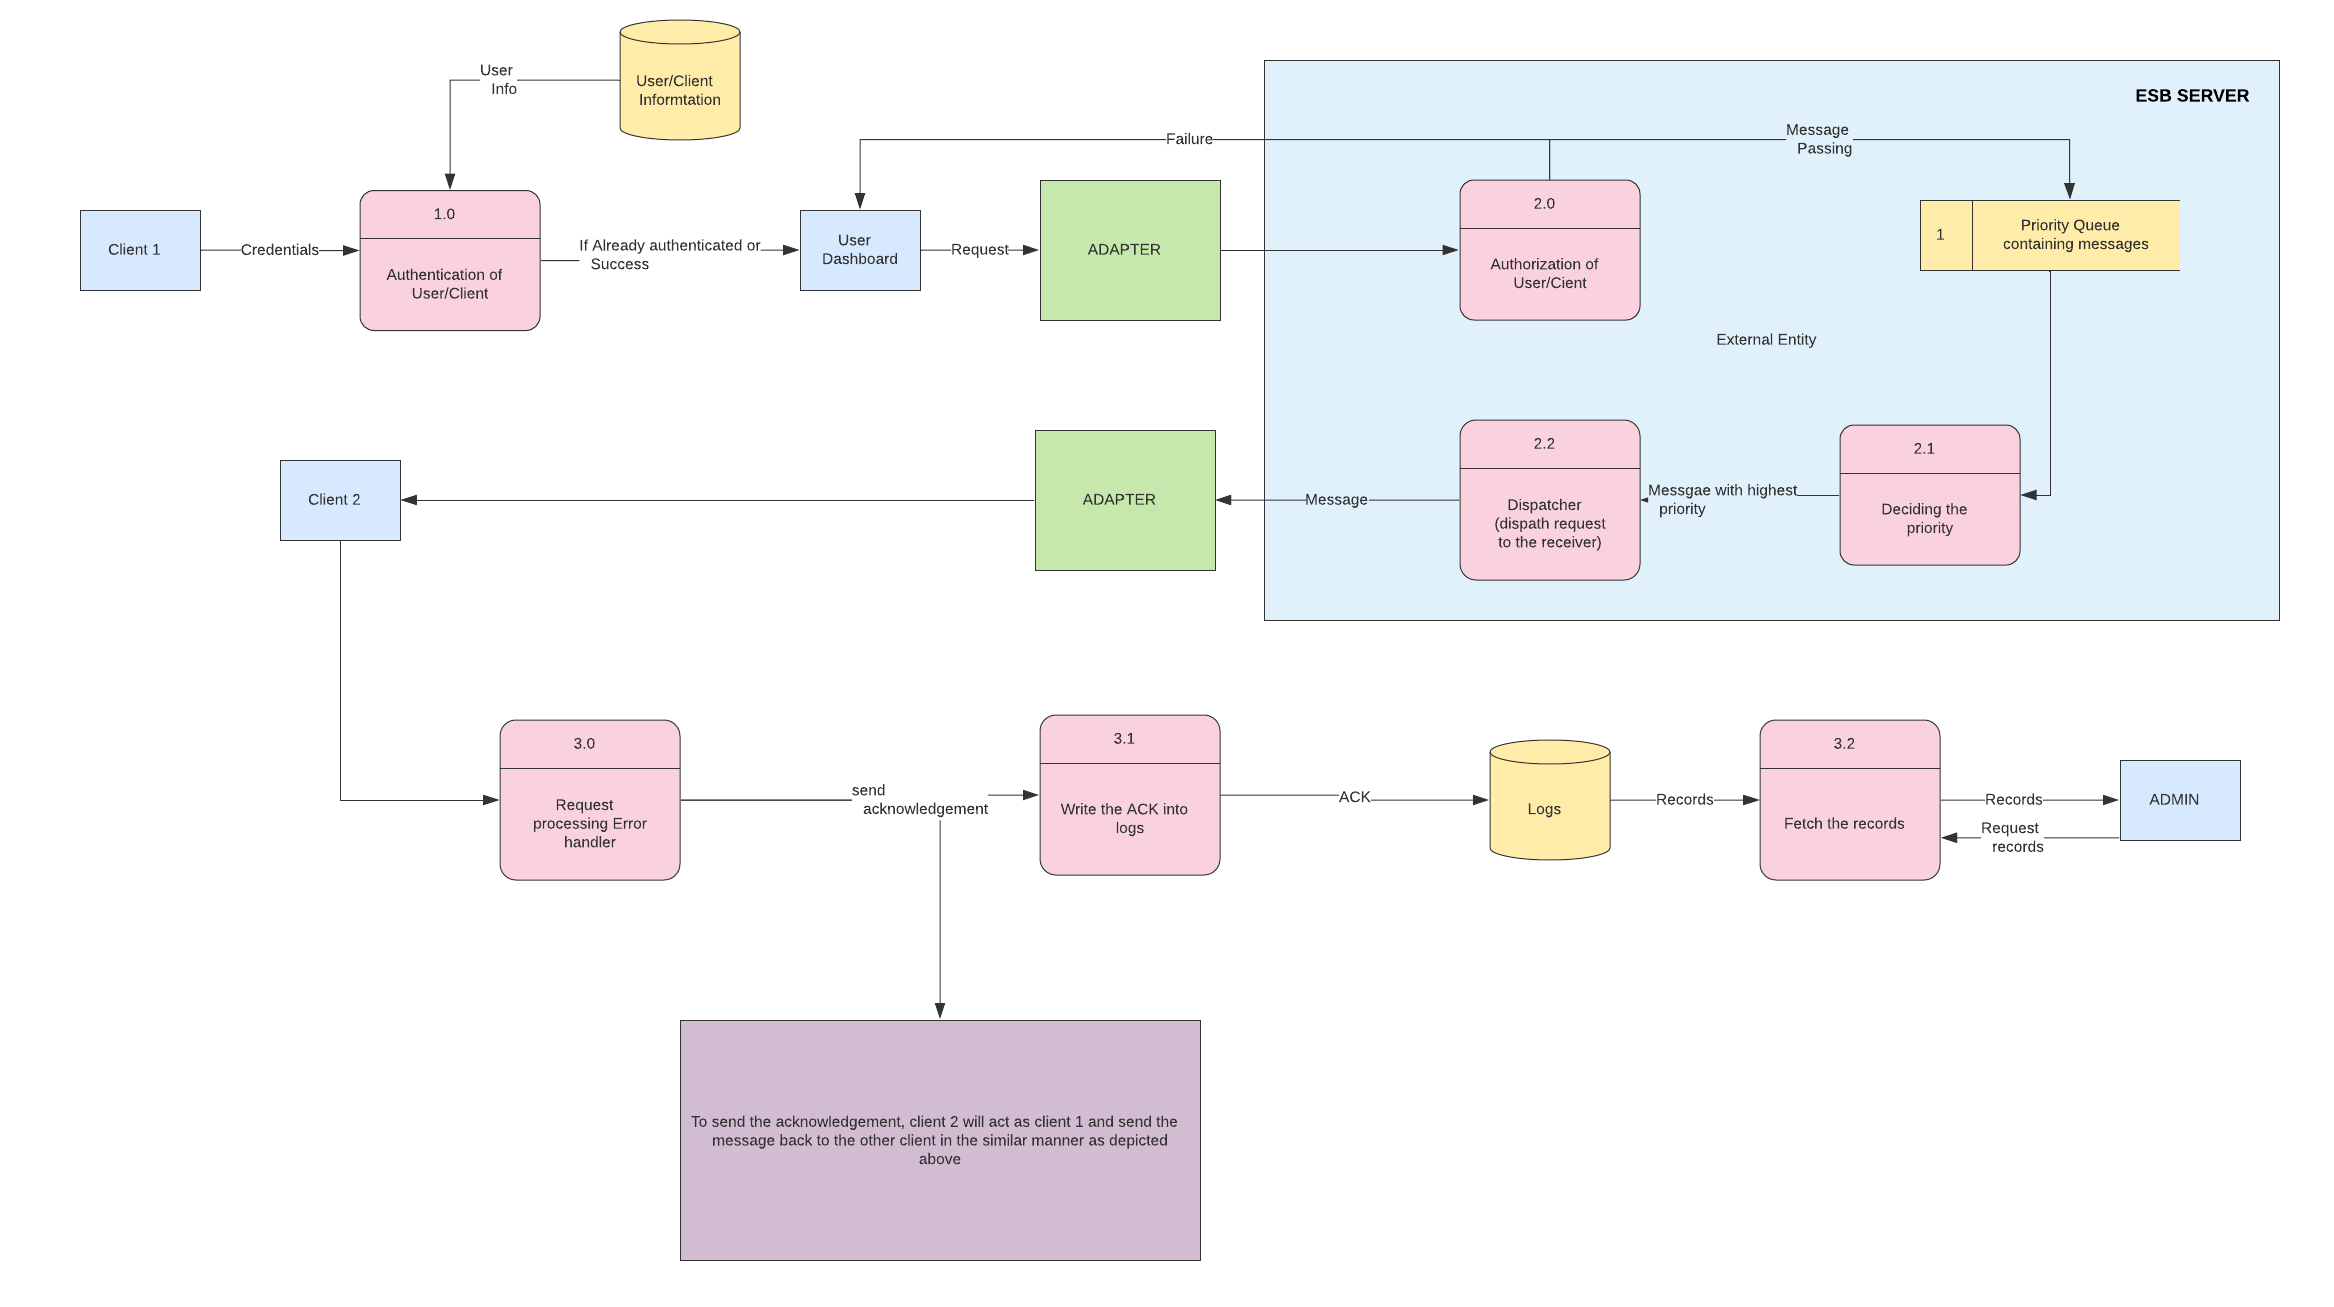 User
Info
User/Client
Informtation
ESB SERVER
Failure
Message
Passing
Client 1
Credentials
1.0
Authentication of
User/Client
If Already authenticated or
Success
User
Dashboard
Request
ADAPTER
2.0
Authorization of
User/Cient
1
Priority Queue
containing messages
External Entity
Client 2
ADAPTER
Message
2.2
Dispatcher
(dispath request
to the receiver)
Messgae with highest
priority
2.1
Deciding the
priority
3.0
Request
processing Error
handler
send
acknowledgement
3.1
Write the ACK into
logs
ACK
Logs
Records
3.2
Fetch the records
Records
Request
records
ADMIN
To send the acknowledgement, client 2 will act as client 1 and send the
message back to the other client in the similar manner as depicted
above